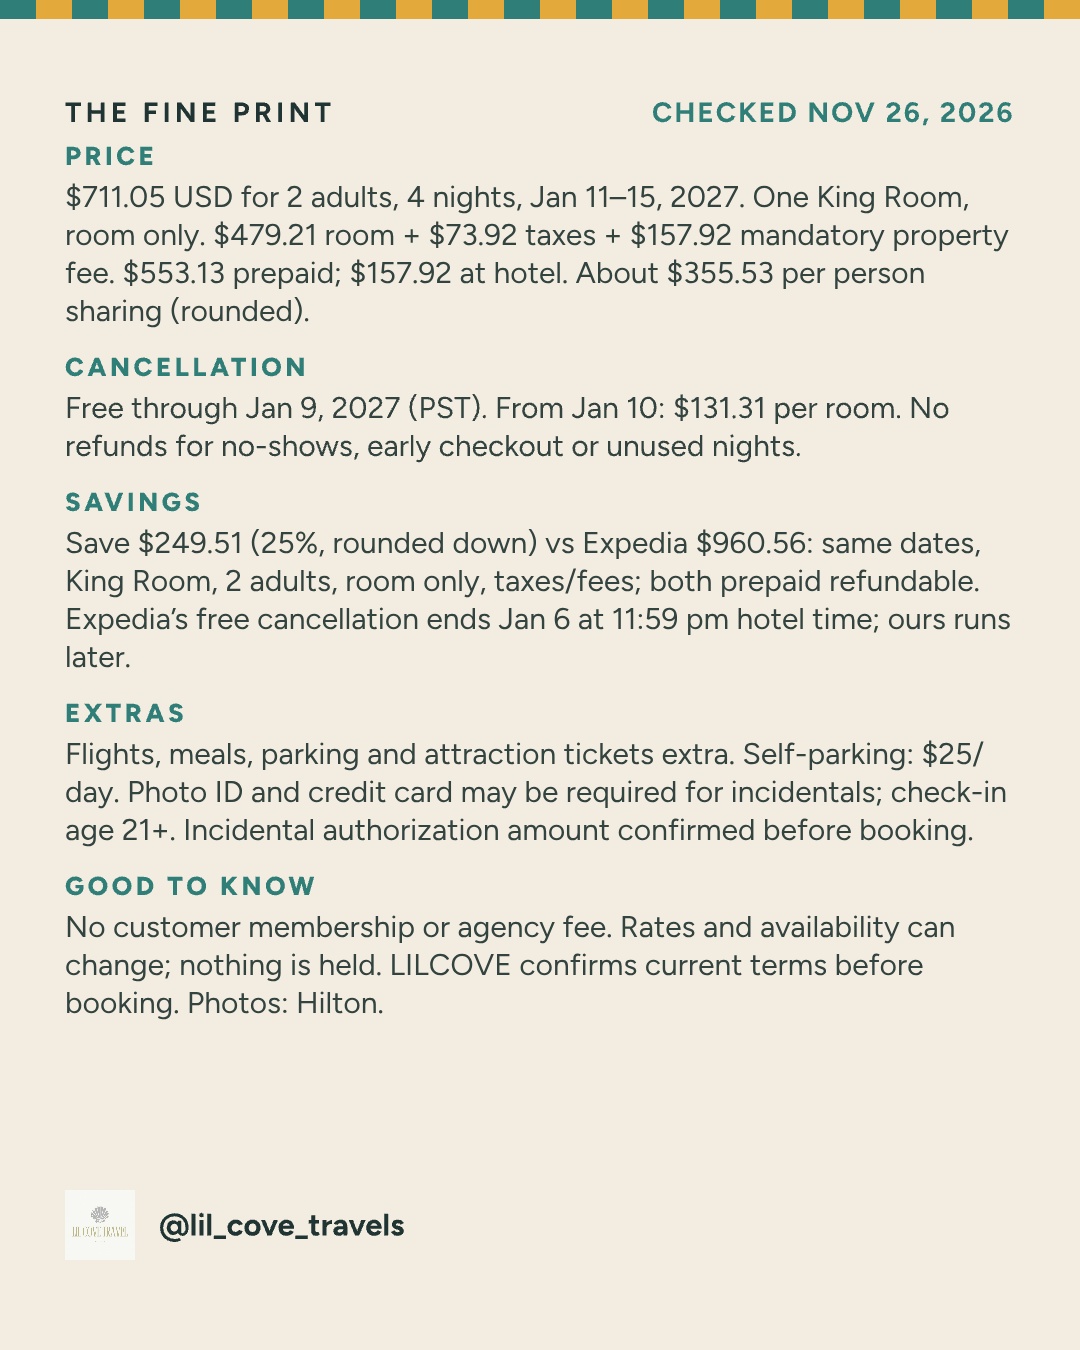 THE FINE PRINT
CHECKED NOV 26, 2026
PRICE
$711.05 USD for 2 adults, 4 nights, Jan 11–15, 2027. One King Room,
room only. $479.21 room + $73.92 taxes + $157.92 mandatory property
fee. $553.13 prepaid; $157.92 at hotel. About $355.53 per person
sharing (rounded).
CANCELLATION
Free through Jan 9, 2027 (PST). From Jan 10: $131.31 per room. No
refunds for no-shows, early checkout or unused nights.
SAVINGS
Save $249.51 (25%, rounded down) vs Expedia $960.56: same dates,
King Room, 2 adults, room only, taxes/fees; both prepaid refundable.
Expedia’s free cancellation ends Jan 6 at 11:59 pm hotel time; ours runs
later.
EXTRAS
Flights, meals, parking and attraction tickets extra. Self-parking: $25/
day. Photo ID and credit card may be required for incidentals; check-in
age 21+. Incidental authorization amount confirmed before booking.
GOOD TO KNOW
No customer membership or agency fee. Rates and availability can
change; nothing is held. LILCOVE confirms current terms before
booking. Photos: Hilton.
LIL COVE TRAVEL
@lil_cove_travels